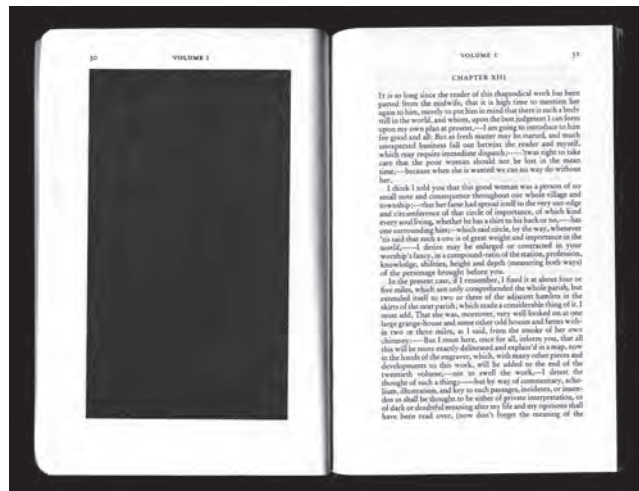 30 VOLUME I
VOLUME I 31
CHAPTER XIII
It is so long since the reader of this rhapsodical work has been
parted from the midwife, that it is high time to mention her
again to him, merely to put him in mind that there is such a body
still in the world, and whom, upon the best judgment I can form
upon my own plan at present,—I am going to introduce to him
for good and all: But as fresh matter may be started, and much
unexpected business fall out betwixt the reader and myself,
which may require immediate dispatch;——'twas right to take
care that the poor woman should not be lost in the mean
time;—because when she is wanted we can no way do without
her.
I think I told you that this good woman was a person of no
small note and consequence throughout our whole village and
township;—that her fame had spread itself to the very out-edge
and circumference of that circle of importance, of which kind
every soul living, whether he has a shirt to his back or no,—has
one surrounding him;—which said circle, by the way, whenever
'tis said that such a one is of great weight and importance in the
world,—I desire may be enlarged or contracted in your
worship's fancy, in a compound-ratio of the station, profession,
knowledge, abilities, height and depth (measuring both ways)
of the personage brought before you.
In the present case, if I remember, I fixed it at about four or
five miles, which not only comprehended the whole parish, but
extended itself to two or three of the adjacent hamlets in the
skirts of the next parish; which made a considerable thing of it. I
must add, That she was, moreover, very well looked on at one
large grange-house and some other odd houses and farms with-
in two or three miles, as I said, from the smoke of her own
chimney:——But I must here, once for all, inform you, that all
this will be more exactly delineated and explain'd in a map, now
in the hands of the engraver, which, with many other pieces and
developments to this work, will be added to the end of the
twentieth volume,—not to swell the work,—I detest the
thought of such a thing;——but by way of commentary, scho-
lium, illustration, and key to such passages, incidents, or inuen-
dos as shall be thought to be either of private interpretation, or
of dark or doubtful meaning after my life and my opinions shall
have been read over, (now don't forget the meaning of the